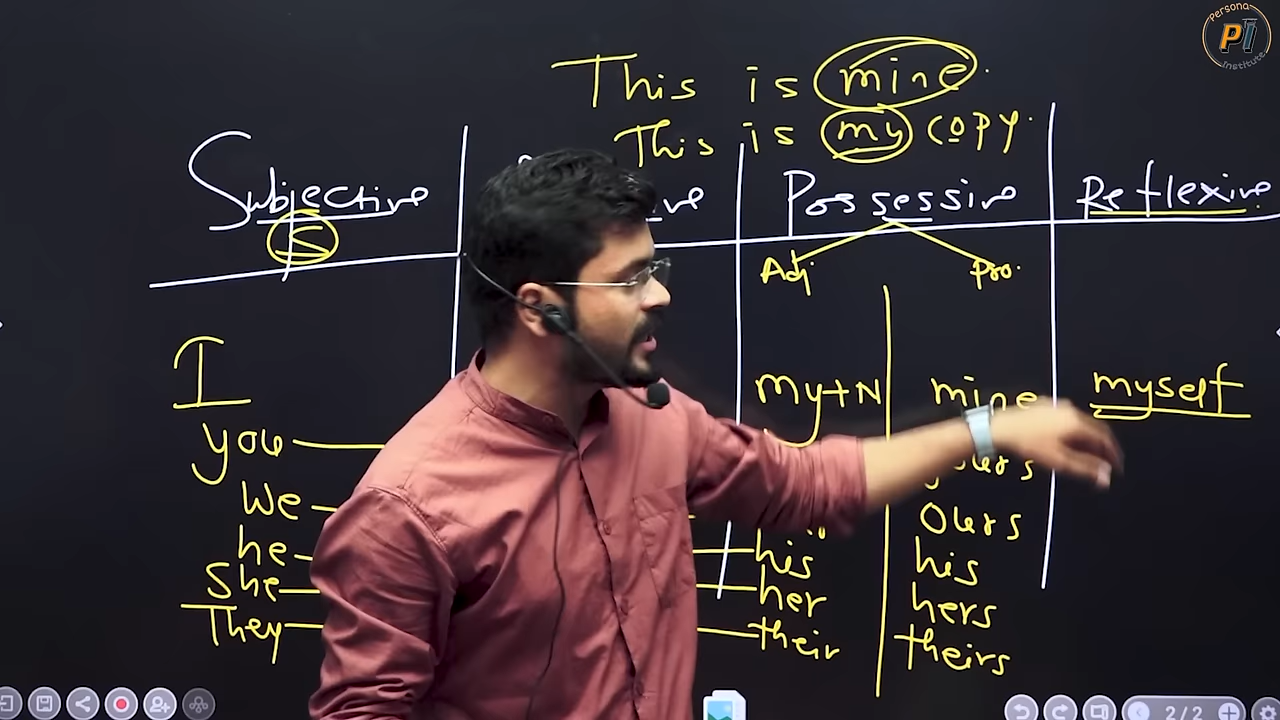 Persona
PI
Institute
This is mine.
This is my COPY.
Subjective
Possessive
Reflexive
S
Adj
Pro.
I
my+N
mine
myself
you
yours
we
ours
he
his
his
She
her
hers
They
their
theirs
2/2